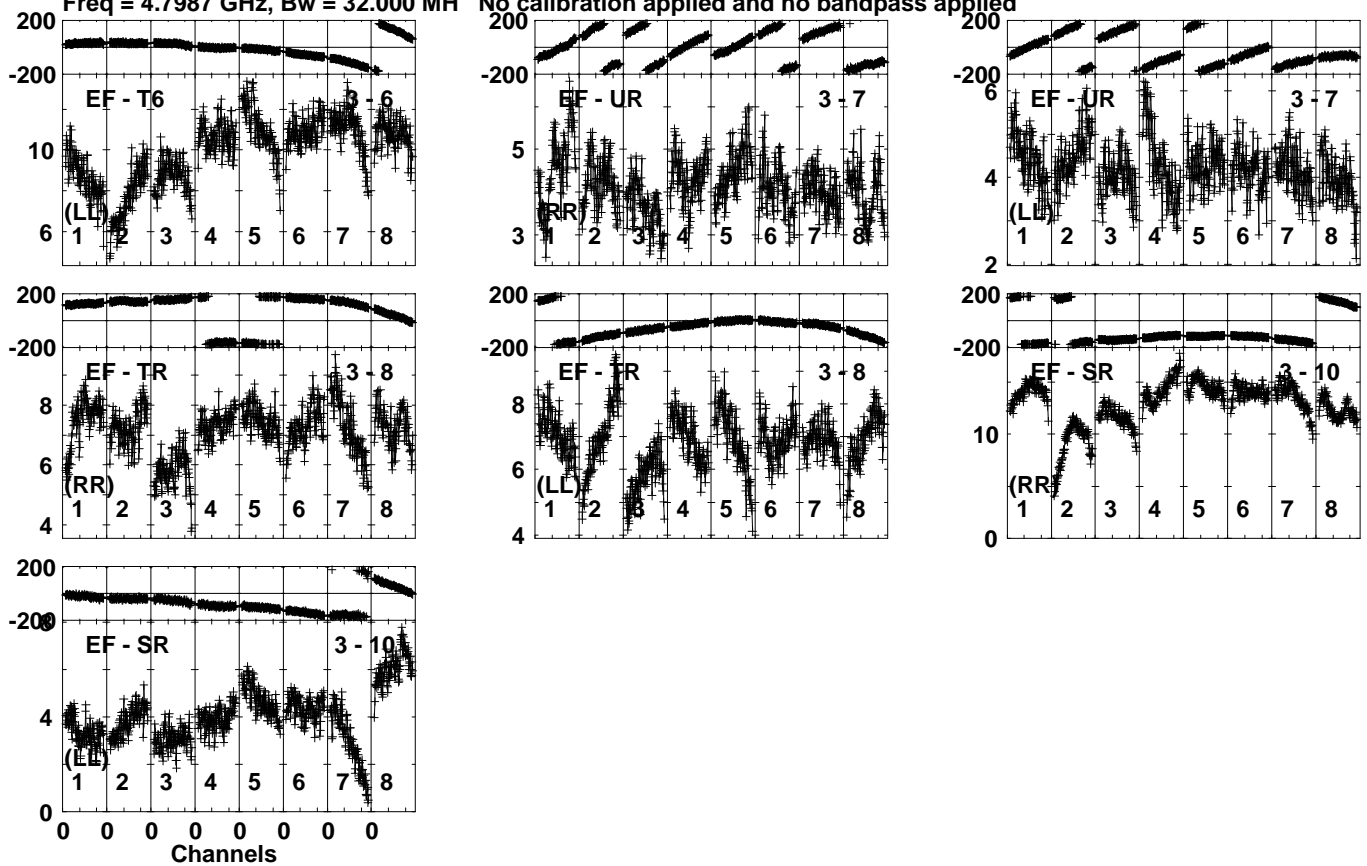 Freq = 4.7987 GHz, Bw = 32.000 MH No calibration applied and no bandpass applied
200 200 200
-200 -200 -200
EF - T6 3 - 6 EF - UR 3 - 7 6 EF - UR 3 - 7
10 5 4
(LL) (RR) (LL)
6 1 2 3 4 5 6 7 8 3 1 2 3 4 5 6 7 8 1 2 3 4 5 6 7 8
2
200 200 200
-200 -200 -200
EF - TR 3 - 8 EF - TR 3 - 8 EF - SR 3 - 10
8 8
10
6 6
(RR) (LL) (RR)
1 2 3 4 5 6 7 8 1 2 3 4 5 6 7 8 1 2 3 4 5 6 7 8
4 4 0
200
-200
8
EF - SR 3 - 10
4
(LL)
1 2 3 4 5 6 7 8
0
0 0 0 0 0 0 0 0
Channels